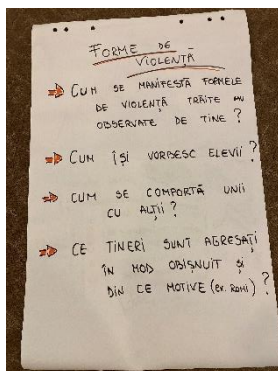 FORME DE
VIOLENȚĂ
CUM SE MANIFESTĂ FORMELE
DE VIOLENȚĂ TRĂITE SAU
OBSERVATE DE TINE?
CUM ÎȘI VORBESC ELEVII?
CUM SE COMPORTĂ UNII
CU ALȚII?
CE TINERI SUNT AGRESAȚI
ÎN MOD OBIȘNUIT ȘI
DIN CE MOTIVE (ex. ROMI)?